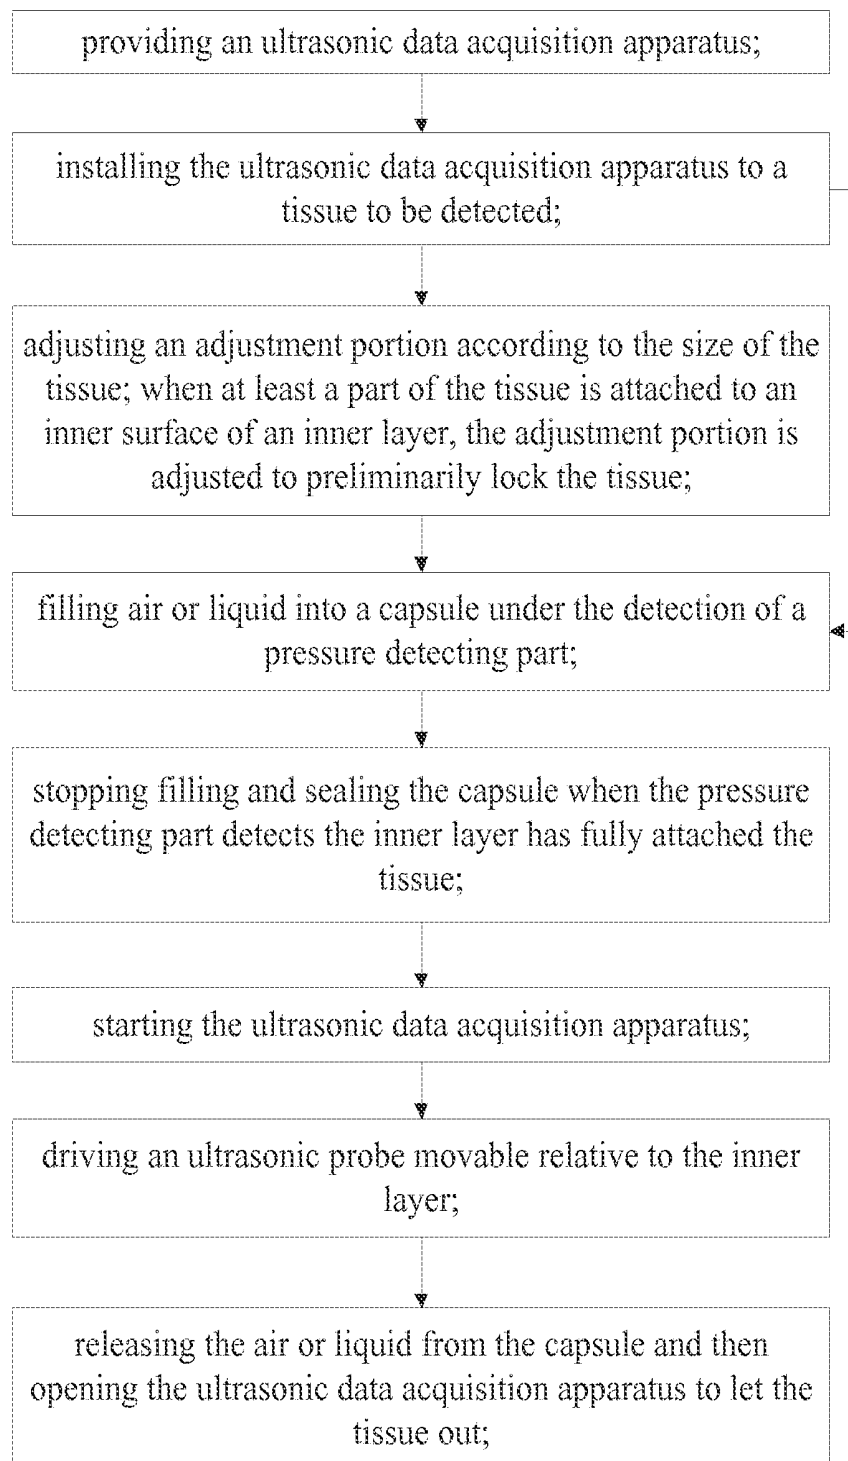 providing an ultrasonic data acquisition apparatus;
installing the ultrasonic data acquisition apparatus to a
tissue to be detected;
adjusting an adjustment portion according to the size of the
tissue; when at least a part of the tissue is attached to an
inner surface of an inner layer, the adjustment portion is
adjusted to preliminarily lock the tissue;
filling air or liquid into a capsule under the detection of a
pressure detecting part;
stopping filling and sealing the capsule when the pressure
detecting part detects the inner layer has fully attached the
tissue;
starting the ultrasonic data acquisition apparatus;
driving an ultrasonic probe movable relative to the inner
layer;
releasing the air or liquid from the capsule and then
opening the ultrasonic data acquisition apparatus to let the
tissue out;